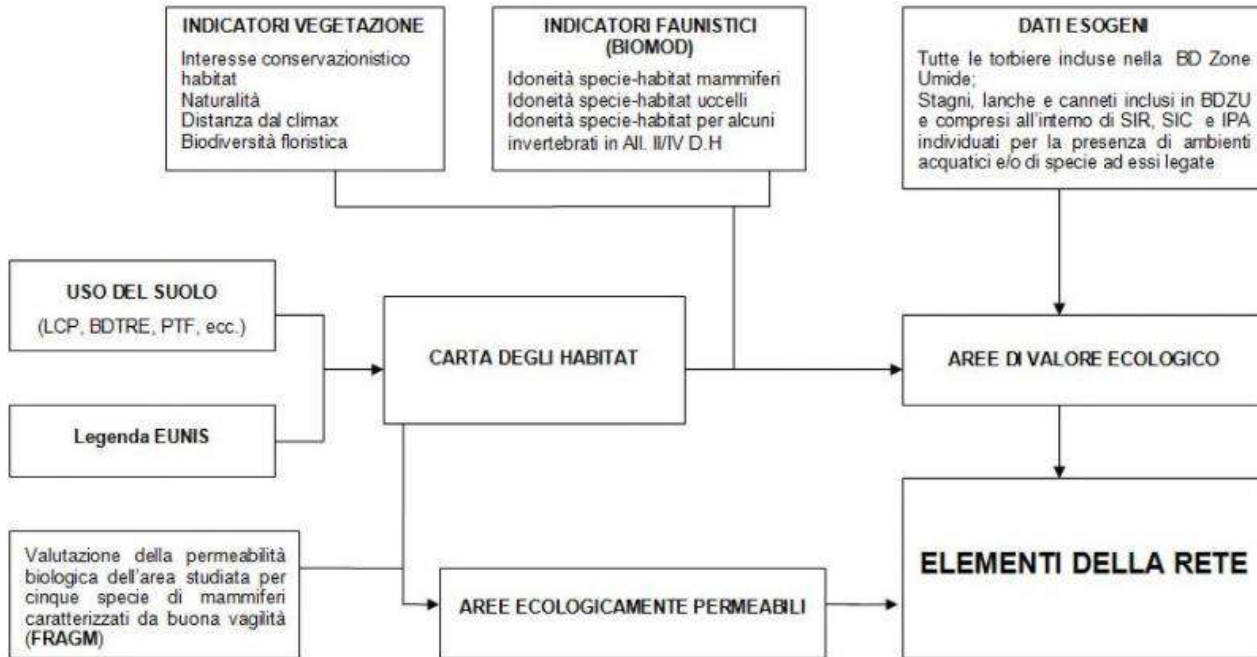 INDICATORI VEGETAZIONE
Interesse conservazionistico
habitat
Naturalità
Distanza dal climax
Biodiversità floristica
INDICATORI FAUNISTICI
(BIOMOD)
Idoneità specie-habitat mammiferi
Idoneità specie-habitat uccelli
Idoneità specie-habitat per alcuni
invertebrati in All. II/IV D.H
DATI ESOGENI
Tutte le torbiere incluse nella BD Zone
Umide;
Stagni, lanche e canneti inclusi in BDZU
e compresi all'interno di SIR, SIC e IPA
individuati per la presenza di ambienti
acquatici e/o di specie ad essi legate
USO DEL SUOLO
(LCP, BDTRE, PTF, ecc.)
CARTA DEGLI HABITAT
AREE DI VALORE ECOLOGICO
Legenda EUNIS
Valutazione della permeabilità
biologica dell'area studiata per
cinque specie di mammiferi
caratterizzati da buona vagilità
(FRAGM)
AREE ECOLOGICAMENTE PERMEABILI
ELEMENTI DELLA RETE